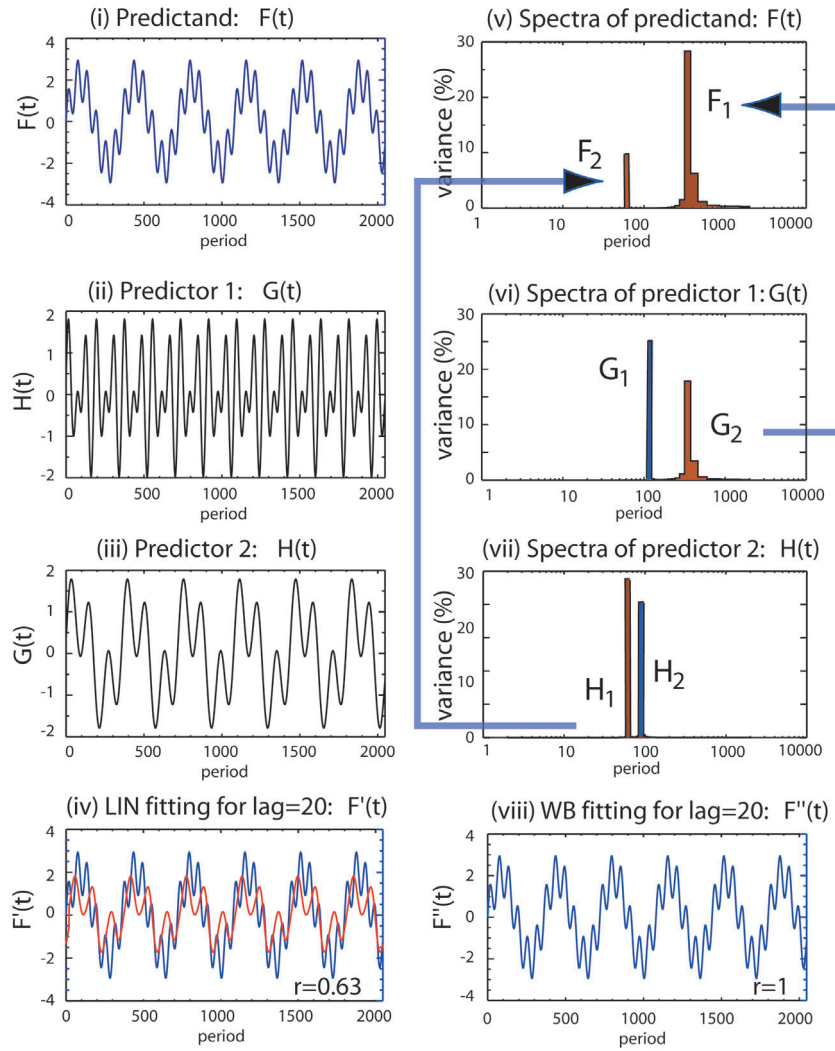 (i) Predictand: F(t)
F(t)
4
2
0
-2
-4
0 500 1000 1500 2000
period
(v) Spectra of predictand: F(t)
variance (%)
30
20
10
0
F1
F2
1 10 100 1000 10000
period
(ii) Predictor 1: G(t)
H(t)
2
1
0
-1
-2
0 500 1000 1500 2000
period
(vi) Spectra of predictor 1: G(t)
variance (%)
30
20
10
0
G1
G2
1 10 100 1000 10000
period
(iii) Predictor 2: H(t)
G(t)
2
1
0
-1
-2
0 500 1000 1500 2000
period
(vii) Spectra of predictor 2: H(t)
variance (%)
30
20
10
0
H1
H2
1 10 100 1000 10000
period
(iv) LIN fitting for lag=20: F'(t)
F'(t)
4
2
0
-2
-4
r=0.63
0 500 1000 1500 2000
period
(viii) WB fitting for lag=20: F''(t)
F''(t)
4
2
0
-2
-4
r=1
0 500 1000 1500 2000
period